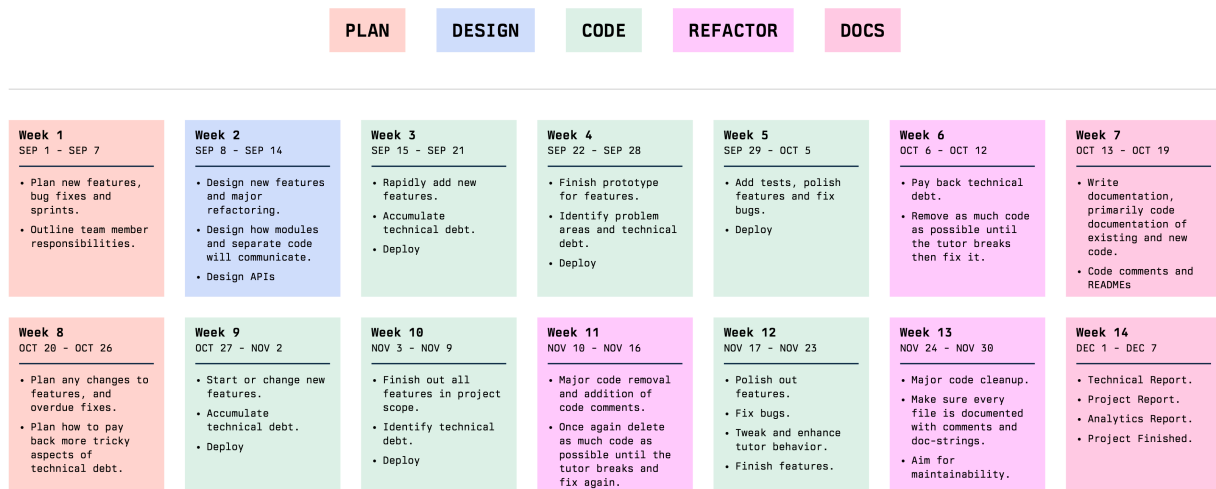 PLAN
DESIGN
CODE
REFACTOR
DOCS
Week 1
SEP 1 - SEP 7
• Plan new features,
bug fixes and
sprints.
• Outline team member
responsibilities.
Week 2
SEP 8 - SEP 14
• Design new features
and major
refactoring.
• Design how modules
and separate code
will communicate.
• Design APIs
Week 3
SEP 15 - SEP 21
• Rapidly add new
features.
• Accumulate
technical debt.
• Deploy
Week 4
SEP 22 - SEP 28
• Finish prototype
for features.
• Identify problem
areas and technical
debt.
• Deploy
Week 5
SEP 29 - OCT 5
• Add tests, polish
features and fix
bugs.
• Deploy
Week 6
OCT 6 - OCT 12
• Pay back technical
debt.
• Remove as much code
as possible until
the tutor breaks
then fix it.
Week 7
OCT 13 - OCT 19
• Write
documentation,
primarily code
documentation of
existing and new
code.
• Code comments and
READMEs
Week 8
OCT 20 - OCT 26
• Plan any changes to
features, and
overdue fixes.
• Plan how to pay
back more tricky
aspects of
technical debt.
Week 9
OCT 27 - NOV 2
• Start or change new
features.
• Accumulate
technical debt.
• Deploy
Week 10
NOV 3 - NOV 9
• Finish out all
features in project
scope.
• Identify technical
debt.
• Deploy
Week 11
NOV 10 - NOV 16
• Major code removal
and addition of
code comments.
• Once again delete
as much code as
possible until the
tutor breaks and
fix again.
Week 12
NOV 17 - NOV 23
• Polish out
features.
• Fix bugs.
• Tweak and enhance
tutor behavior.
• Finish features.
Week 13
NOV 24 - NOV 30
• Major code cleanup.
• Make sure every
file is documented
with comments and
doc-strings.
• Aim for
maintainability.
Week 14
DEC 1 - DEC 7
• Technical Report.
• Project Report.
• Analytics Report.
• Project Finished.